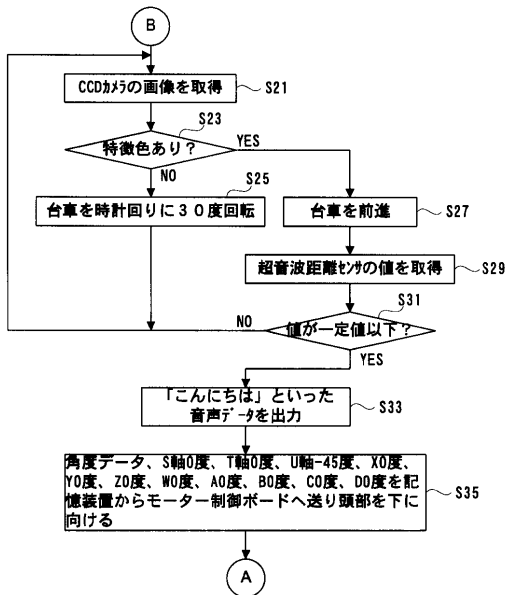 B
CCDカメラの画像を取得
S21
S23
特徴色あり?
YES
NO
S25
台車を時計回りに30度回転
台車を前進
S27
超音波距離センサの値を取得
S29
S31
NO
値が一定値以下?
YES
「こんにちは」といった
音声データを出力
S33
角度データ、S軸0度、T軸0度、U軸-45度、X0度、
Y0度、Z0度、W0度、A0度、B0度、C0度、D0度を記
憶装置からモーター制御ボードへ送り頭部を下に
向ける
S35
A